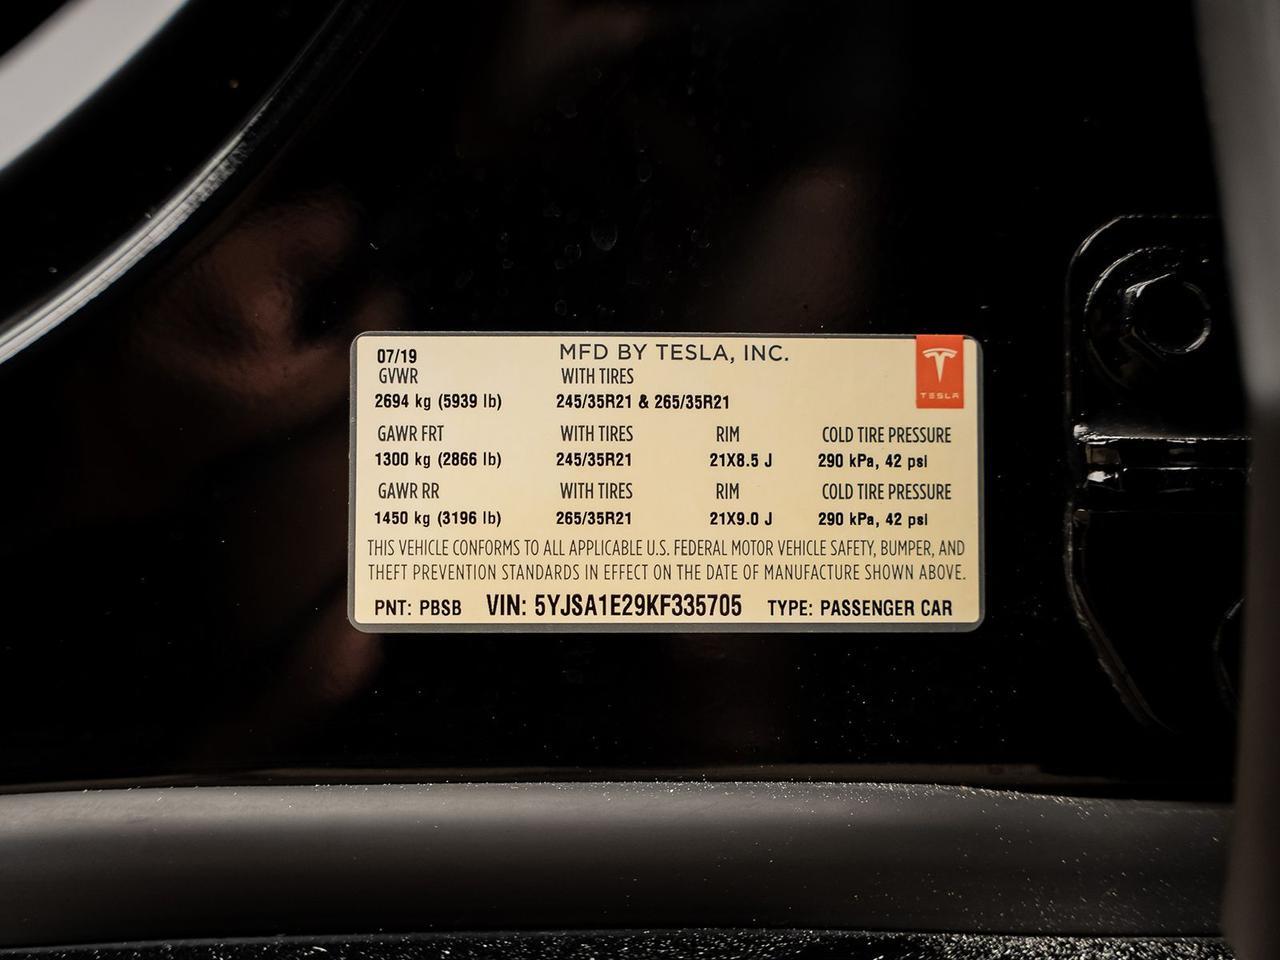 07/19 MFD BY TESLA, INC.
GVWR WITH TIRES
TESLA
2694 kg (5939 lb) 245/35R21 & 265/35R21
GAWR FRT WITH TIRES RIM COLD TIRE PRESSURE
1300 kg (2866 lb) 245/35R21 21X8.5 J 290 kPa, 42 psi
GAWR RR WITH TIRES RIM COLD TIRE PRESSURE
1450 kg (3196 lb) 265/35R21 21X9.0 J 290 kPa, 42 psi
THIS VEHICLE CONFORMS TO ALL APPLICABLE U.S. FEDERAL MOTOR VEHICLE SAFETY, BUMPER, AND
THEFT PREVENTION STANDARDS IN EFFECT ON THE DATE OF MANUFACTURE SHOWN ABOVE.
PNT: PBSB VIN: 5YJSA1E29KF335705 TYPE: PASSENGER CAR